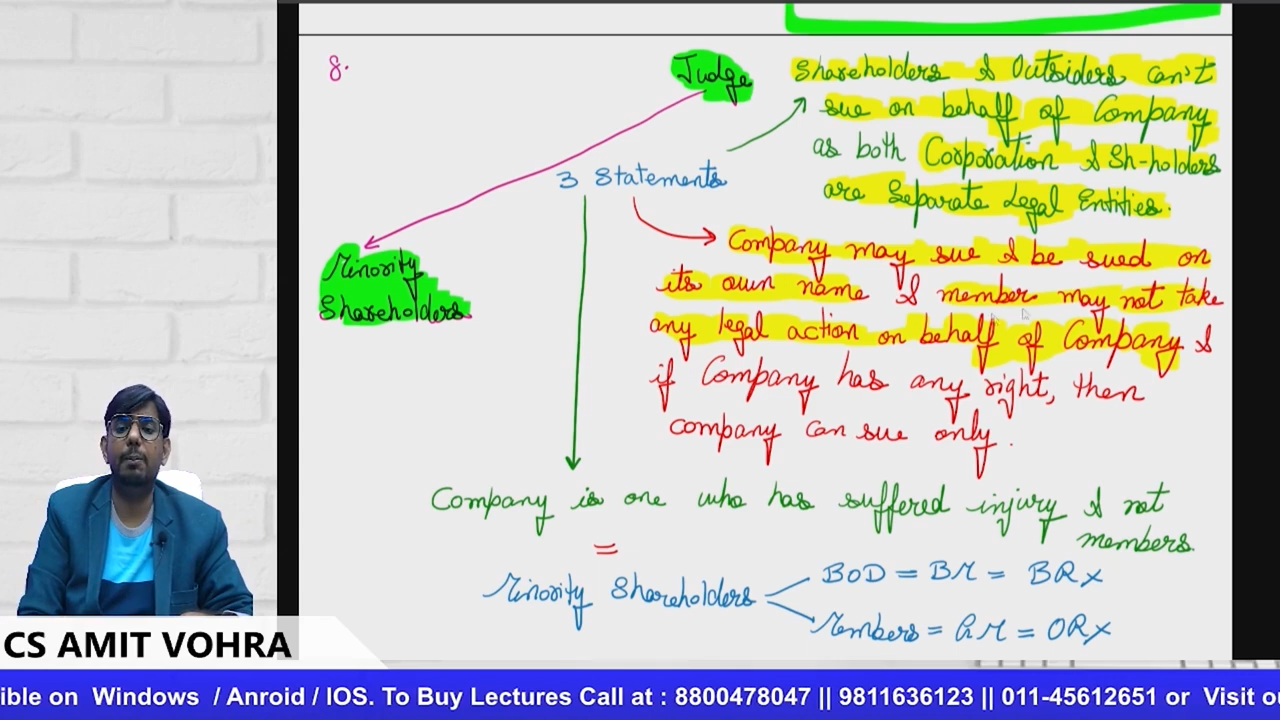 8.
Judge
3 Statements
Minority
Shareholders
Shareholders & Outsiders can't
sue on behalf of Company
as both Corporation & Sh-holders
are Separate Legal Entities.
Company may sue & be sued on
its own name & member may not take
any legal action on behalf of Company &
if Company has any right, then
company can sue only.
Company is one who has suffered injury & not
members.
=
Minority Shareholders
BOD = BM = BR×
Members = GM = OR×
CS AMIT VOHRA
ible on Windows / Anroid / IOS. To Buy Lectures Call at : 8800478047 || 9811636123 || 011-45612651 or Visit ou